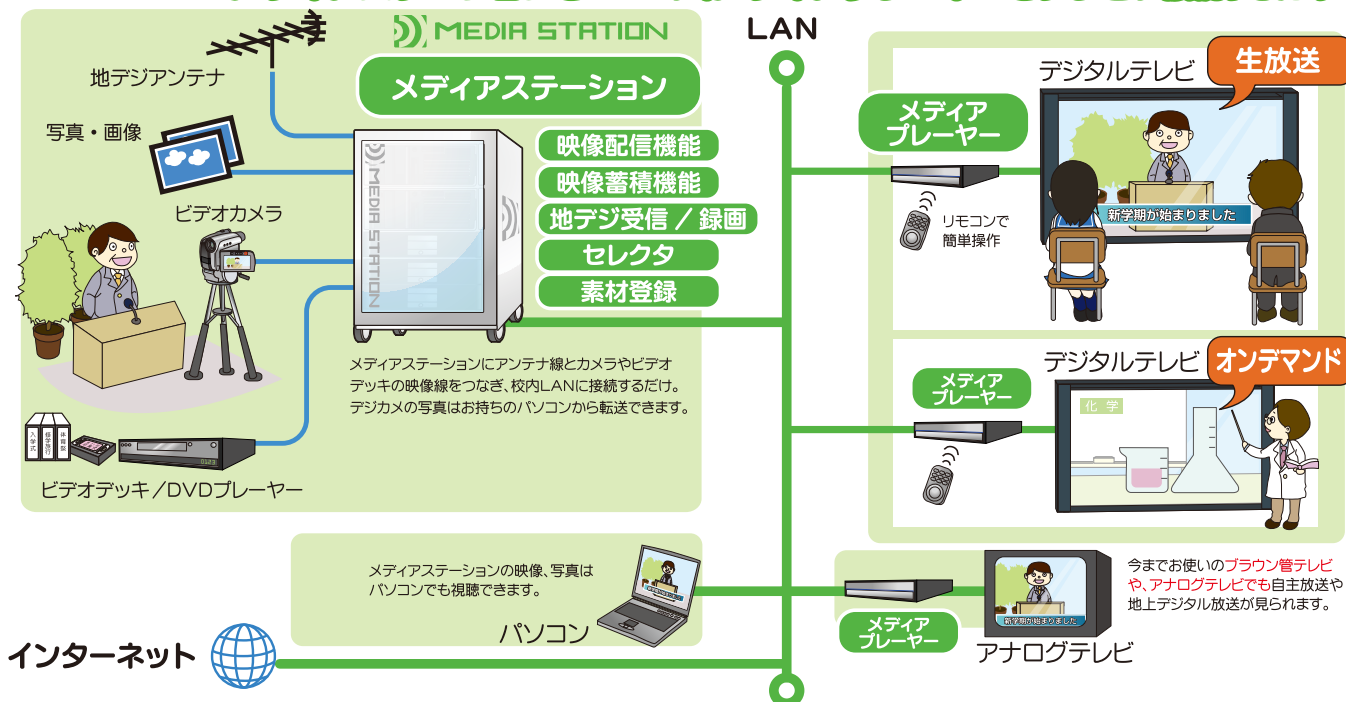 MEDIA STATION
メディアステーション
地デジアンテナ
写真・画像
ビデオカメラ
MEDIA STATION
映像配信機能
映像蓄積機能
地デジ受信 / 録画
セレクタ
素材登録
メディアステーションにアンテナ線とカメラやビデオ
デッキの映像線をつなぎ、校内LANに接続するだけ。
デジカメの写真はお持ちのパソコンから転送できます。
入学式
修学旅行
体育祭
0123
ビデオデッキ/DVDプレーヤー
LAN
メディア
プレーヤー
リモコンで
簡単操作
デジタルテレビ
生放送
新学期が始まりました
メディア
プレーヤー
デジタルテレビ
オンデマンド
化 学
メディアステーションの映像、写真は
パソコンでも視聴できます。
パソコン
メディア
プレーヤー
新学期が始まりました
アナログテレビ
今までお使いのブラウン管テレビ
や、アナログテレビでも自主放送や
地上デジタル放送が見られます。
インターネット